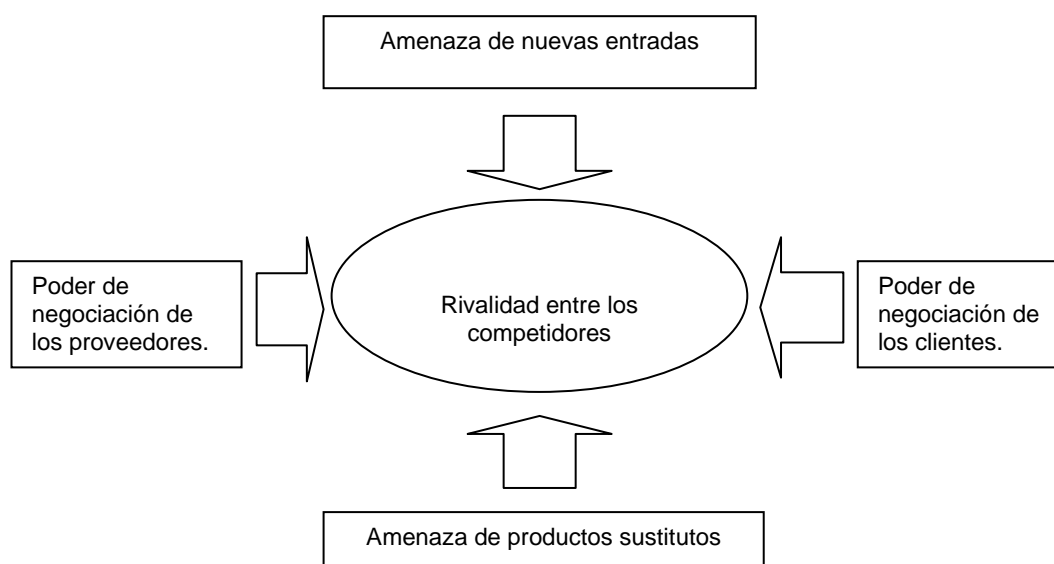 Amenaza de nuevas entradas
Poder de
negociación de
los proveedores.
Rivalidad entre los
competidores
Poder de
negociación de
los clientes.
Amenaza de productos sustitutos